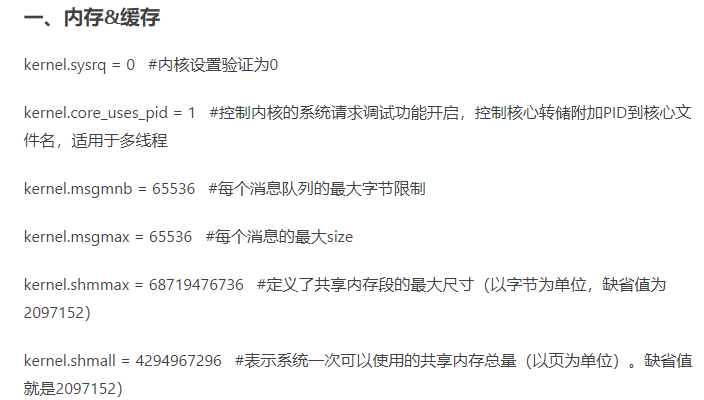 一、内存&缓存
kernel.sysrq = 0   #内核设置验证为0
kernel.core_uses_pid = 1   #控制内核的系统请求调试功能开启，控制核心转储附加PID到核心文
件名，适用于多线程
kernel.msgmnb = 65536   #每个消息队列的最大字节限制
kernel.msgmax = 65536   #每个消息的最大size
kernel.shmmax = 68719476736   #定义了共享内存段的最大尺寸（以字节为单位，缺省值为
2097152）
kernel.shmall = 4294967296   #表示系统一次可以使用的共享内存总量（以页为单位）。缺省值
就是2097152）